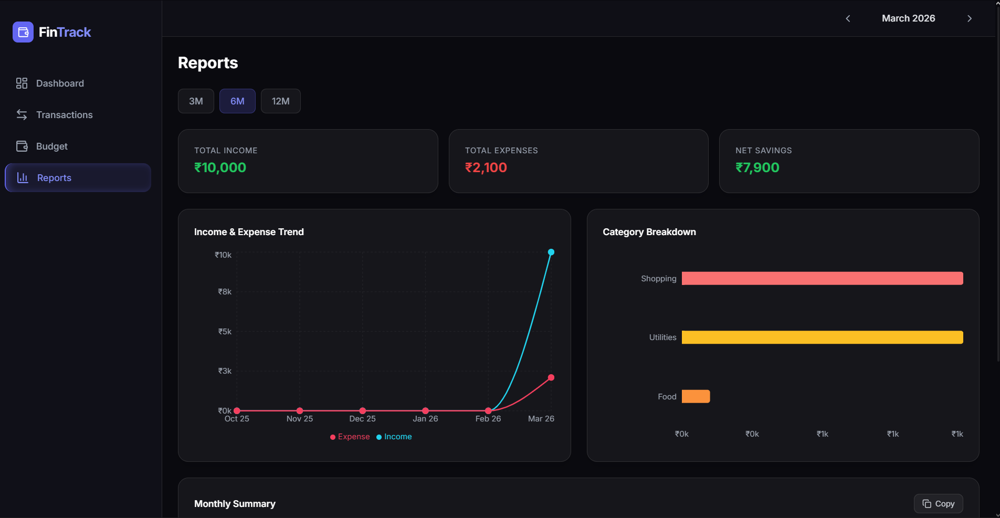 FinTrack
Dashboard
Transactions
Budget
Reports
March 2026
Reports
3M 6M 12M
TOTAL INCOME
₹10,000
TOTAL EXPENSES
₹2,100
NET SAVINGS
₹7,900
Income & Expense Trend
₹10k
₹8k
₹5k
₹3k
₹0k
Oct 25 Nov 25 Dec 25 Jan 26 Feb 26 Mar 26
Expense Income
Category Breakdown
Shopping
Utilities
Food
₹0k ₹0k ₹1k ₹1k ₹1k
Monthly Summary
Copy